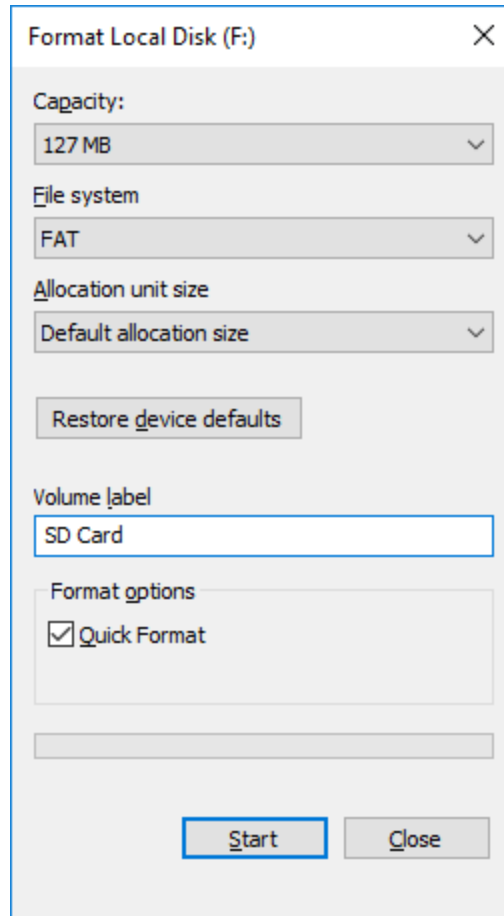 Format Local Disk (F:)
Capacity:
127 MB
File system
FAT
Allocation unit size
Default allocation size
Restore device defaults
Volume label
SD Card
Format options
Quick Format
Start Close